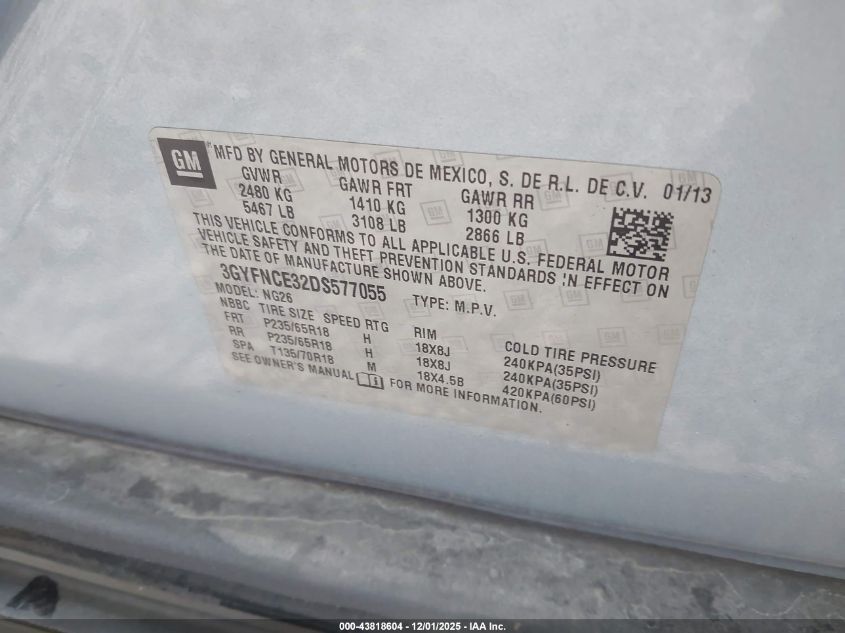 GM MFD BY GENERAL MOTORS DE MEXICO, S. DE R.L. DE C.V. 01/13
GVWR GAWR FRT GAWR RR
2480 KG 1410 KG 1300 KG
5467 LB 3108 LB 2866 LB
THIS VEHICLE CONFORMS TO ALL APPLICABLE U.S. FEDERAL MOTOR
VEHICLE SAFETY AND THEFT PREVENTION STANDARDS IN EFFECT ON
THE DATE OF MANUFACTURE SHOWN ABOVE.
3GYFNCE32DS577055 TYPE: M.P.V.
MODEL: NG26
NBBC TIRE SIZE SPEED RTG RIM COLD TIRE PRESSURE
FRT P235/65R18 H 18X8J 240KPA(35PSI)
RR P235/65R18 H 18X8J 240KPA(35PSI)
SPA T135/70R18 M 18X4.5B 420KPA(60PSI)
SEE OWNER'S MANUAL FOR MORE INFORMATION.
000-43818604 - 12/01/2025 - IAA Inc.